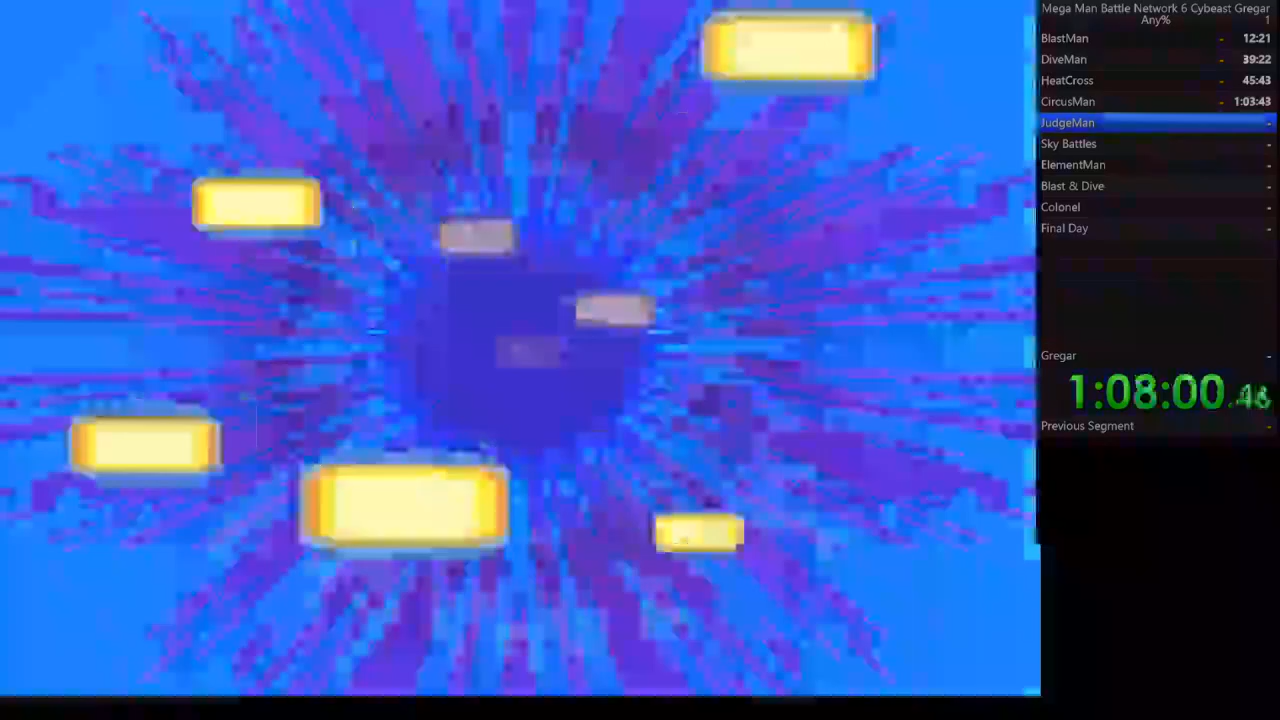 Mega Man Battle Network 6 Cybeast Gregar
Any% 1
BlastMan - 12:21
DiveMan - 39:22
HeatCross - 45:43
CircusMan - 1:03:43
JudgeMan -
Sky Battles -
ElementMan -
Blast & Dive -
Colonel -
Final Day -
Gregar -
1:08:00
Previous Segment -